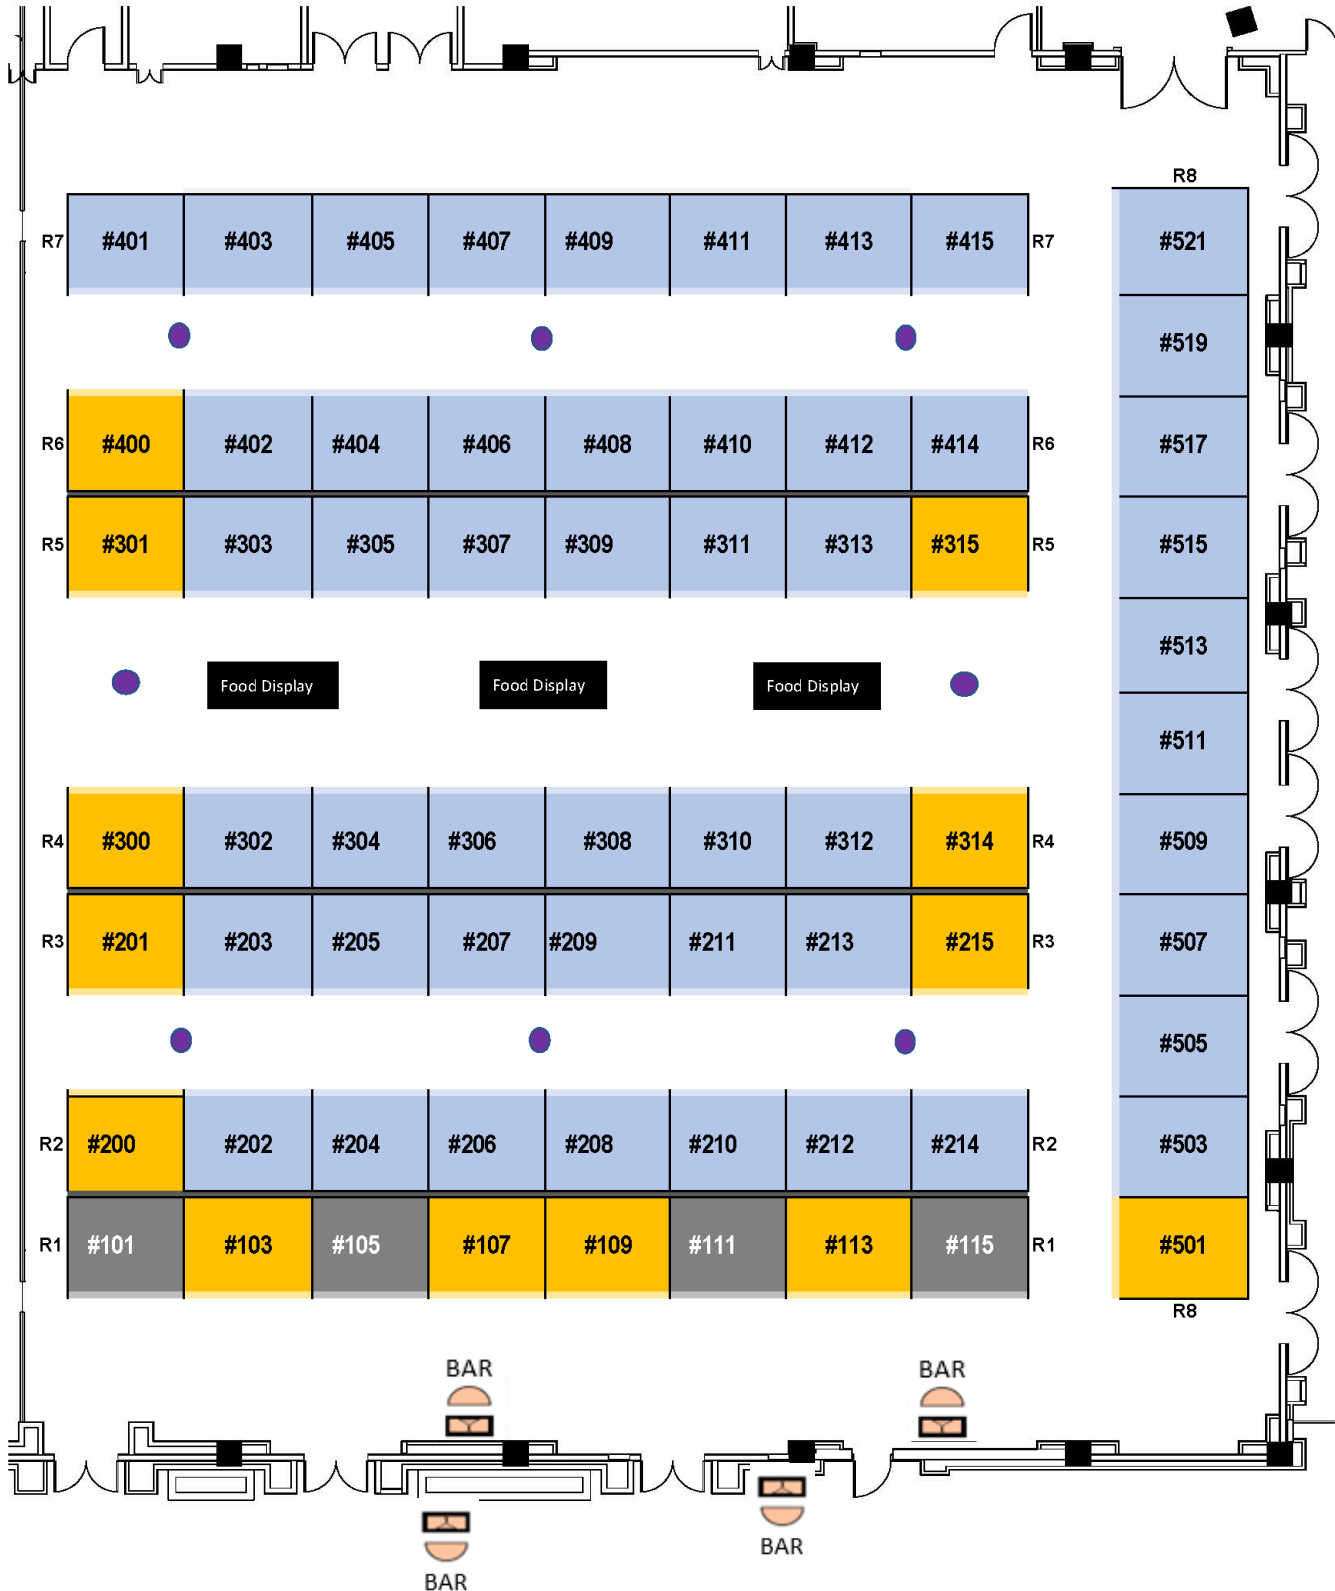 R8
R7 #401 #403 #405 #407 #409 #411 #413 #415 R7 #521
#519
R6 #400 #402 #404 #406 #408 #410 #412 #414 R6 #517
R5 #301 #303 #305 #307 #309 #311 #313 #315 R5 #515
#513
Food Display Food Display Food Display
#511
R4 #300 #302 #304 #306 #308 #310 #312 #314 R4 #509
R3 #201 #203 #205 #207 #209 #211 #213 #215 R3 #507
#505
R2 #200 #202 #204 #206 #208 #210 #212 #214 R2 #503
R1 #101 #103 #105 #107 #109 #111 #113 #115 R1 #501
R8
BAR BAR
BAR
BAR